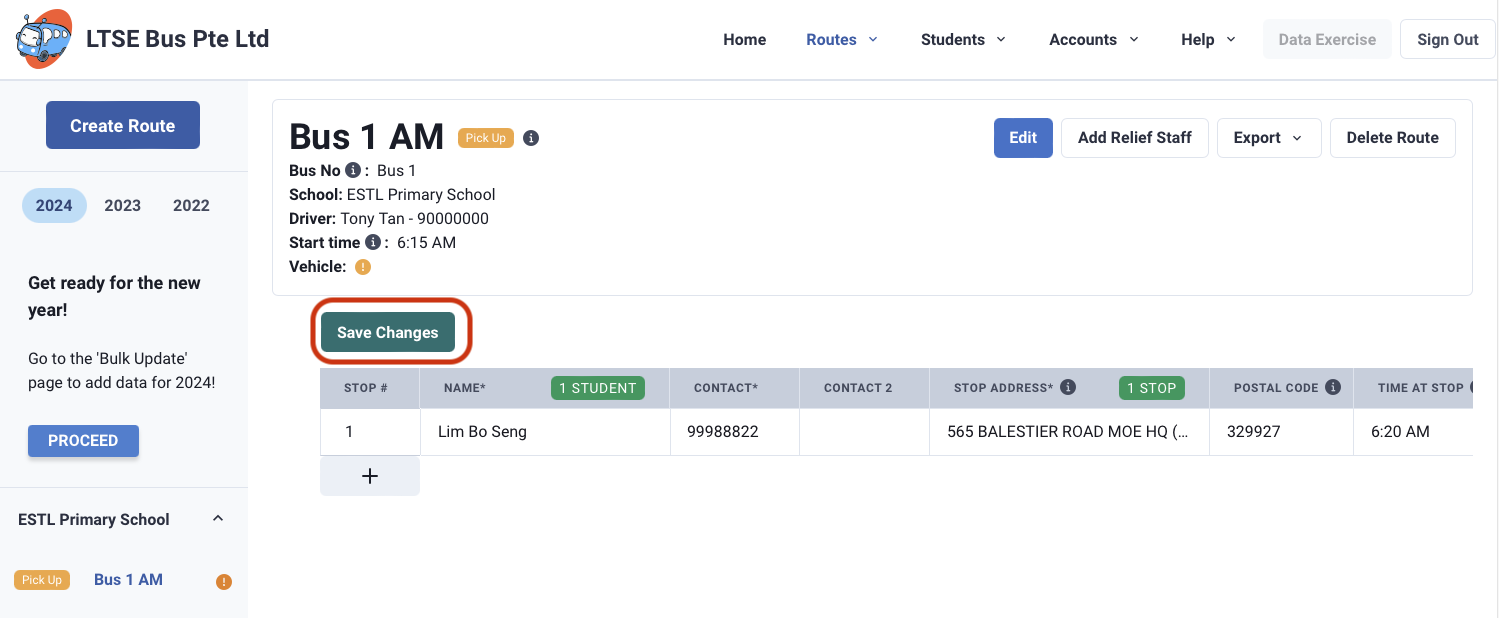 LTSE Bus Pte Ltd
Home Routes Students Accounts Help Data Exercise Sign Out
Create Route
2024 2023 2022
Get ready for the new
year!
Go to the 'Bulk Update'
page to add data for 2024!
PROCEED
ESTL Primary School
Pick Up Bus 1 AM
Bus 1 AM Pick Up
Edit Add Relief Staff Export Delete Route
Bus No : Bus 1
School: ESTL Primary School
Driver: Tony Tan - 90000000
Start time : 6:15 AM
Vehicle:
Save Changes
STOP # NAME* 1 STUDENT CONTACT* CONTACT 2 STOP ADDRESS* 1 STOP POSTAL CODE TIME AT STOP
1 Lim Bo Seng 99988822 565 BALESTIER ROAD MOE HQ (... 329927 6:20 AM
+